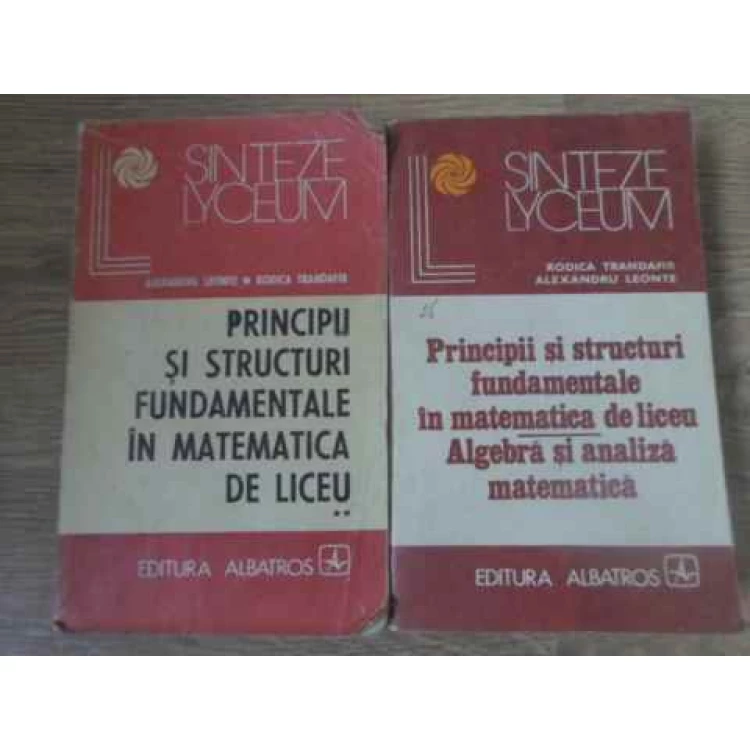 SINTEZE
LYCEUM
ALEXANDRU LEONTE • RODICA TRANDAFIR
PRINCIPII
ȘI STRUCTURI
FUNDAMENTALE
ÎN MATEMATICA
DE LICEU
**
EDITURA ALBATROS
SINTEZE
LYCEUM
RODICA TRANDAFIR
ALEXANDRU LEONTE
Principii si structuri
fundamentale
în matematica de liceu
Algebră și analiză
matematică
EDITURA ALBATROS